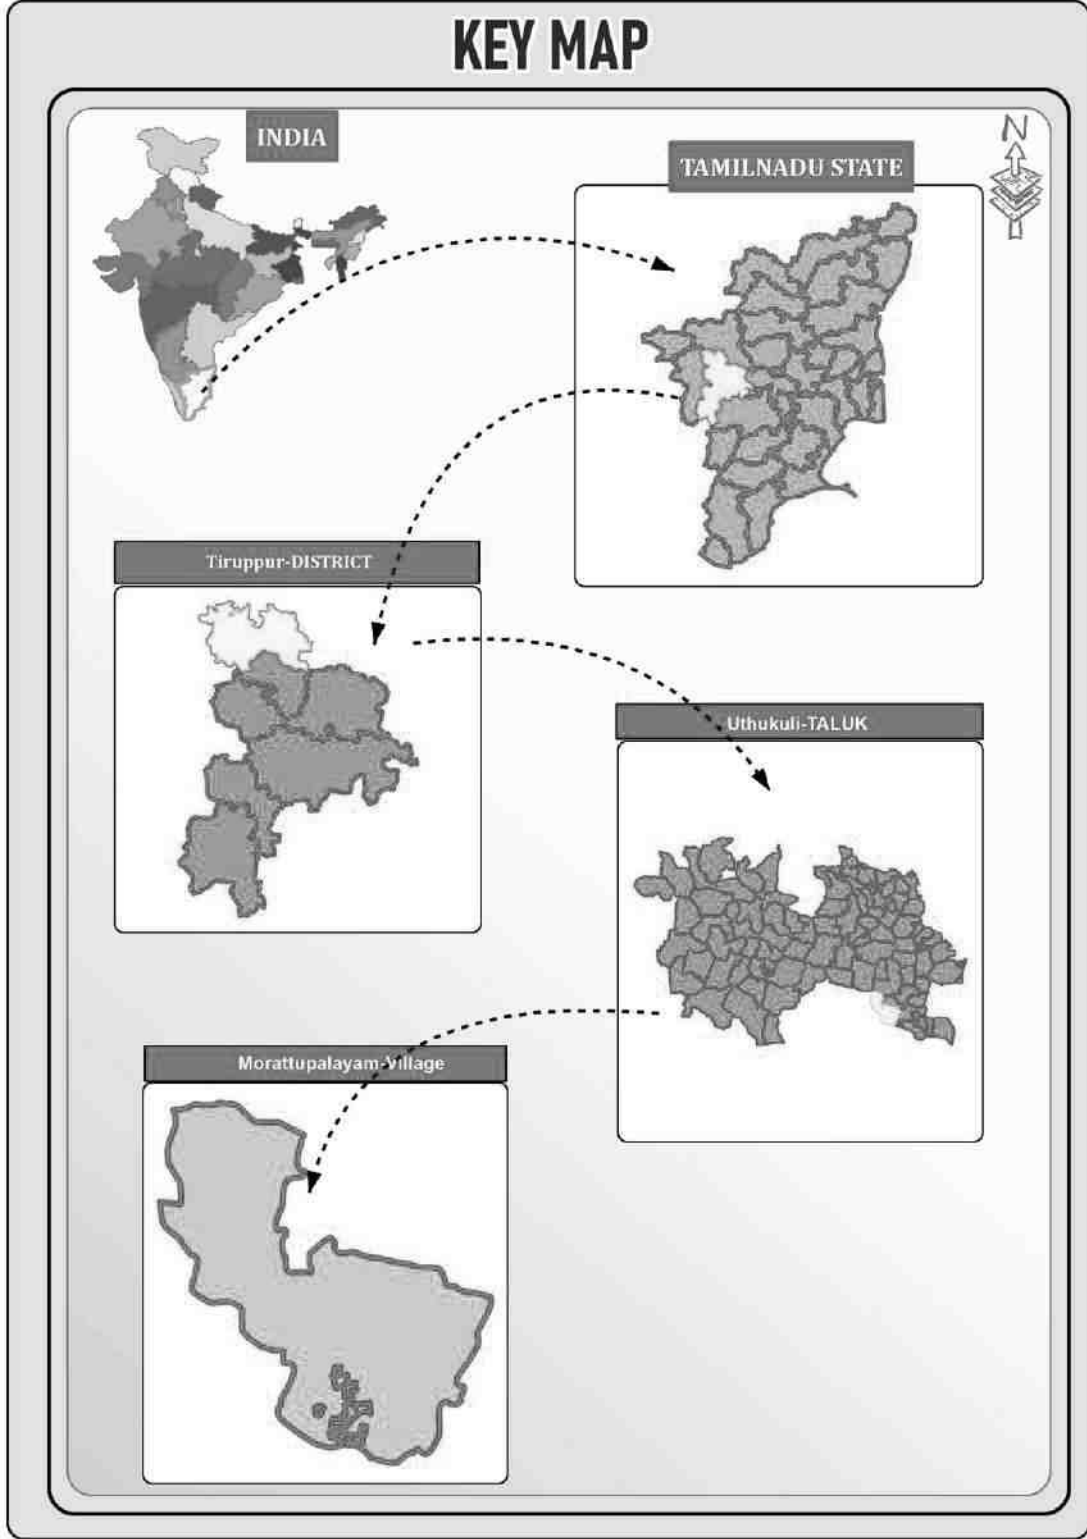 KEY MAP
INDIA
N
TAMILNADU STATE
Tiruppur-DISTRICT
Uthukuli-TALUK
Morattupalayam-Village